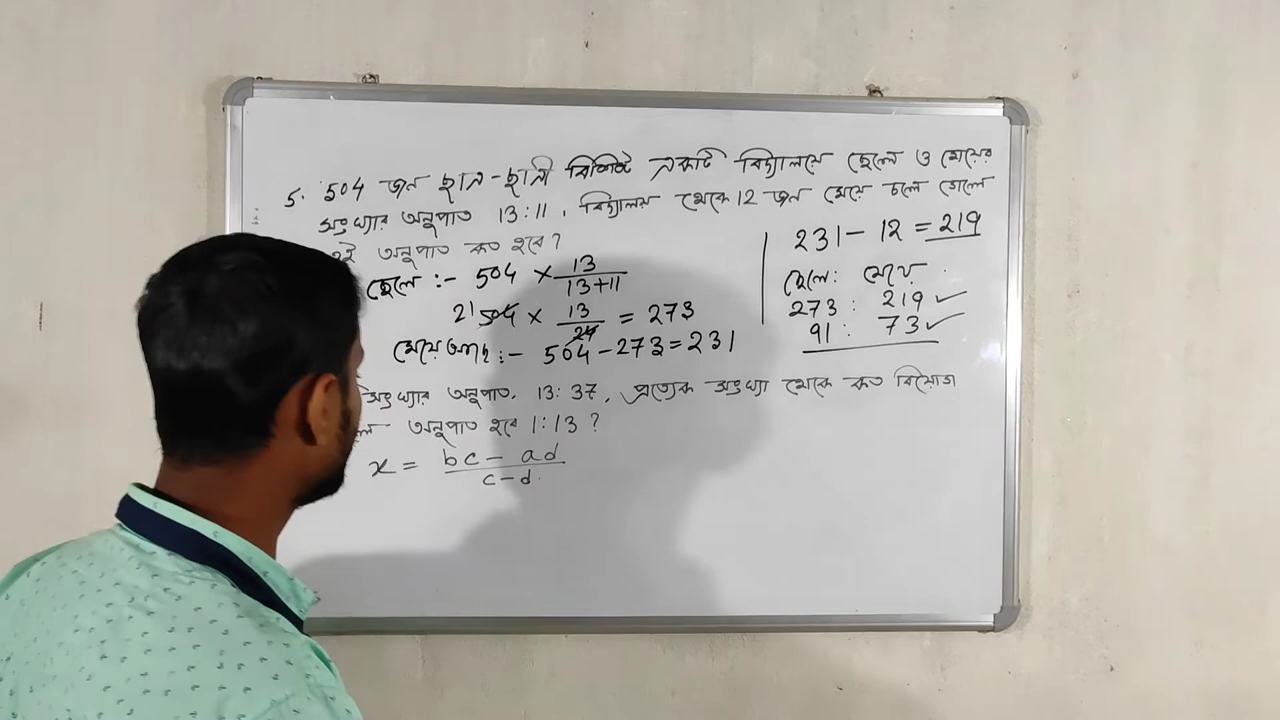 5. 504 জন ছাত্র-ছাত্রী বিশিষ্ট একটি বিদ্যালয়ে ছেলে ও মেয়ের
সংখ্যার অনুপাত 13:11. বিদ্যালয় থেকে 12 জন মেয়ে চলে গেলে
অনুপাত কত হবে?
ছেলে :- 504 × 13/13+11
21 504 × 13/24 = 273
মেয়ে আছে :- 504-273=231
231- 12 = 219
ছেলে: মেয়ে
273 : 219 ✓
91 : 73 ✓
সংখ্যার অনুপাত. 13:37, প্রত্যেক সংখ্যা থেকে কত বিয়োগ
অনুপাত হবে 1:13 ?
x = bc - ad/c-d.